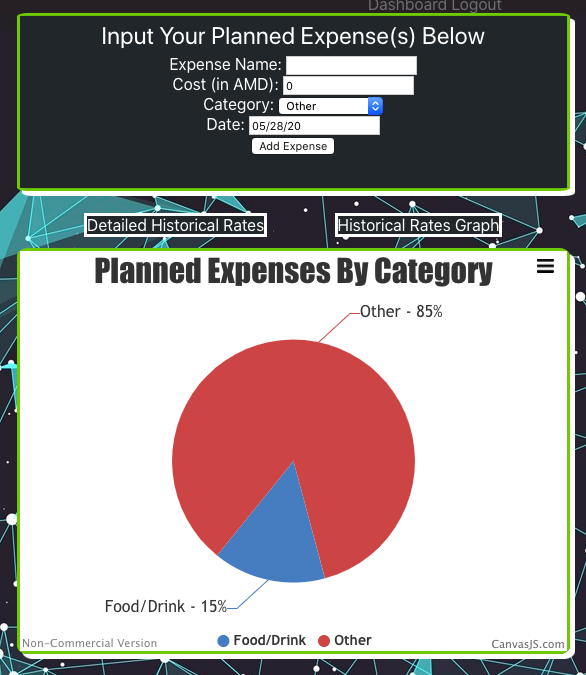 Dashboard Logout
Input Your Planned Expense(s) Below
Expense Name:
Cost (in AMD): 0
Category: Other
Date: 05/28/20
Add Expense
Detailed Historical Rates Historical Rates Graph
Planned Expenses By Category
Other - 85%
Food/Drink - 15%
Food/Drink Other
Non-Commercial Version CanvasJS.com